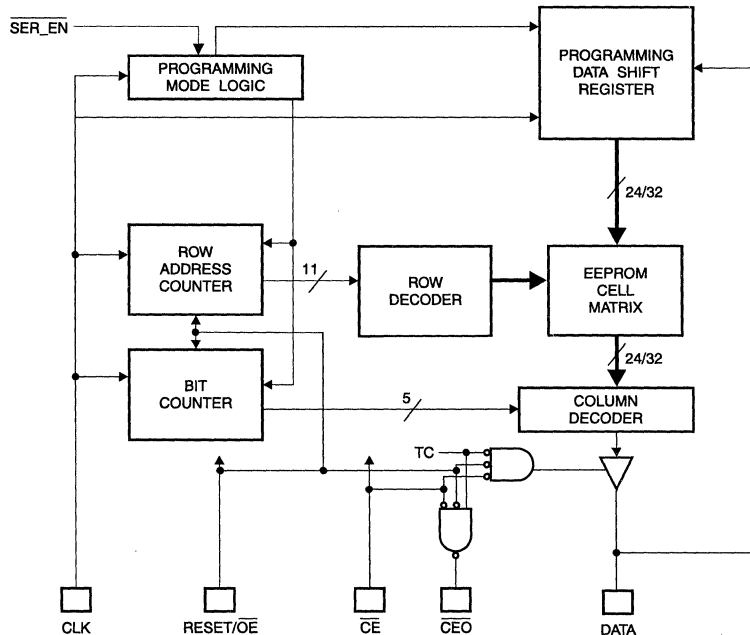 SER_EN
PROGRAMMING
MODE LOGIC
PROGRAMMING
DATA SHIFT
REGISTER
24/32
ROW
ADDRESS
COUNTER
11
ROW
DECODER
EEPROM
CELL
MATRIX
24/32
BIT
COUNTER
5
COLUMN
DECODER
TC
CLK
RESET/OE
CE
CEO
DATA